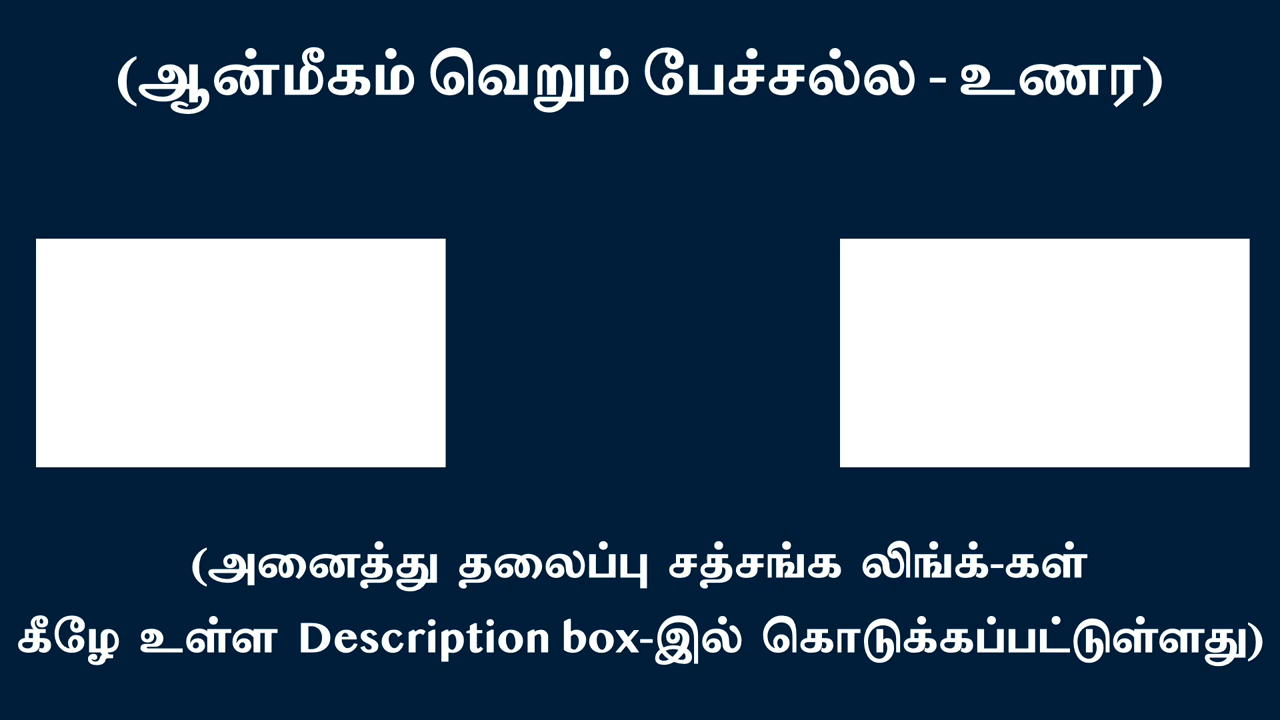 (ஆன்மீகம் வெறும் பேச்சல்ல - உணர)
(அனைத்து தலைப்பு சத்சங்க லிங்க்-கள்
கீழே உள்ள Description box-இல் கொடுக்கப்பட்டுள்ளது)